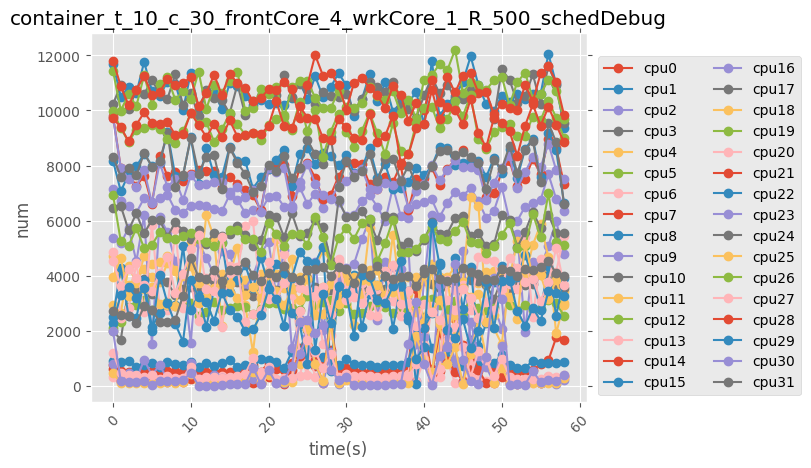 container_t_10_c_30_frontCore_4_wrkCore_1_R_500_schedDebug
12000
10000
8000
6000
4000
2000
0
num
0
10
20
30
40
50
60
time(s)
cpu0
cpu1
cpu2
cpu3
cpu4
cpu5
cpu6
cpu7
cpu8
cpu9
cpu10
cpu11
cpu12
cpu13
cpu14
cpu15
cpu16
cpu17
cpu18
cpu19
cpu20
cpu21
cpu22
cpu23
cpu24
cpu25
cpu26
cpu27
cpu28
cpu29
cpu30
cpu31